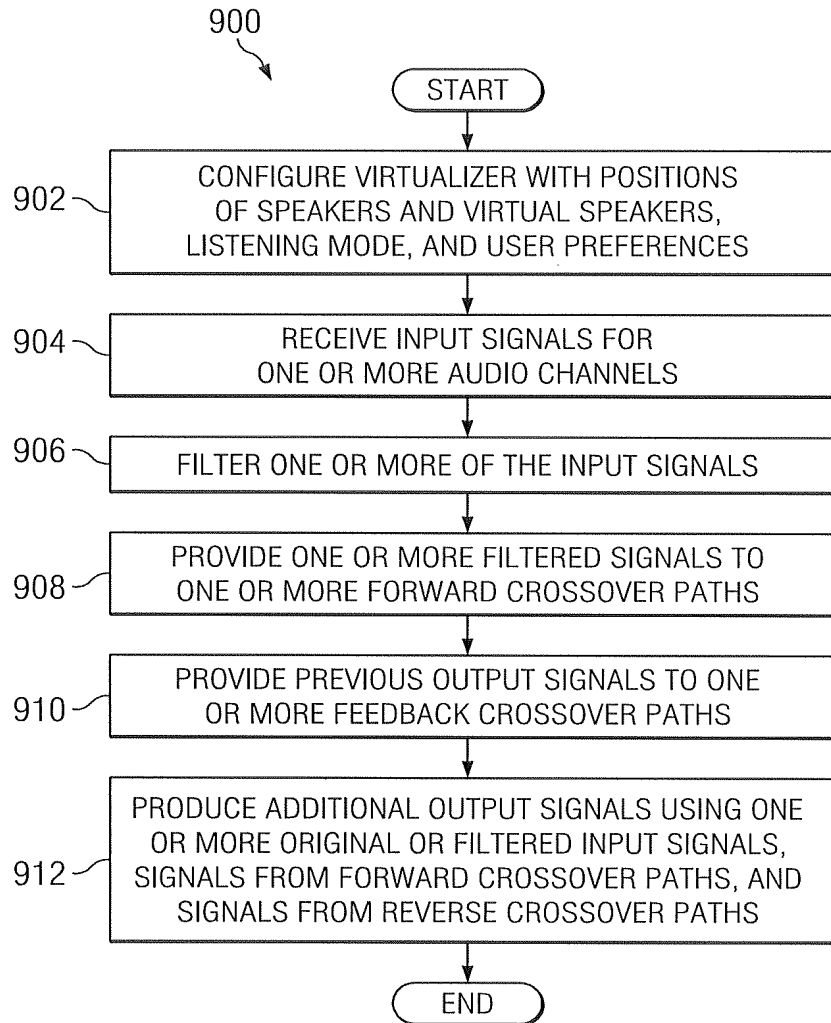 900
START
902
CONFIGURE VIRTUALIZER WITH POSITIONS
OF SPEAKERS AND VIRTUAL SPEAKERS,
LISTENING MODE, AND USER PREFERENCES
904
RECEIVE INPUT SIGNALS FOR
ONE OR MORE AUDIO CHANNELS
906
FILTER ONE OR MORE OF THE INPUT SIGNALS
908
PROVIDE ONE OR MORE FILTERED SIGNALS TO
ONE OR MORE FORWARD CROSSOVER PATHS
910
PROVIDE PREVIOUS OUTPUT SIGNALS TO ONE
OR MORE FEEDBACK CROSSOVER PATHS
912
PRODUCE ADDITIONAL OUTPUT SIGNALS USING ONE
OR MORE ORIGINAL OR FILTERED INPUT SIGNALS,
SIGNALS FROM FORWARD CROSSOVER PATHS, AND
SIGNALS FROM REVERSE CROSSOVER PATHS
END